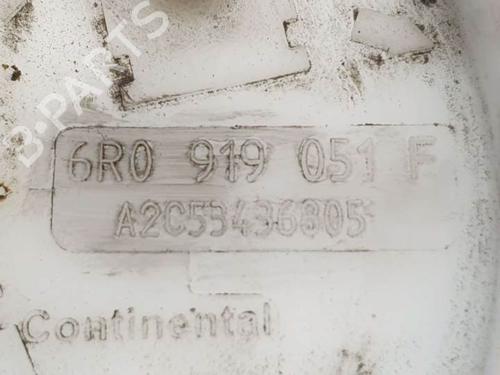 B-PARTS
6R0 919 051 F
A2C53436805
Continental